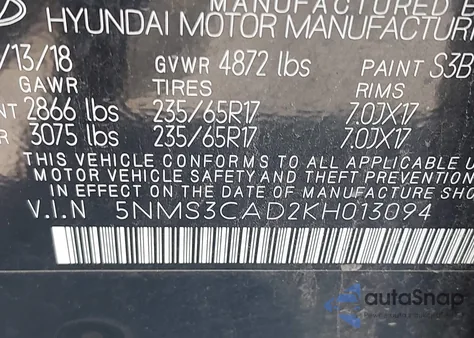 MANUFACTURED
HYUNDAI MOTOR MANUFACTURI
/13/18 GVWR 4872 lbs PAINT S3B
GAWR TIRES RIMS
NT 2866 lbs 235/65R17 7.0JX17
R 3075 lbs 235/65R17 7.0JX17
THIS VEHICLE CONFORMS TO ALL APPLICABLE
MOTOR VEHICLE SAFETY AND THEFT PREVENTION
IN EFFECT ON THE DATE OF MANUFACTURE SHO
V.I.N 5NMS3CAD2KH013094
autoSnap